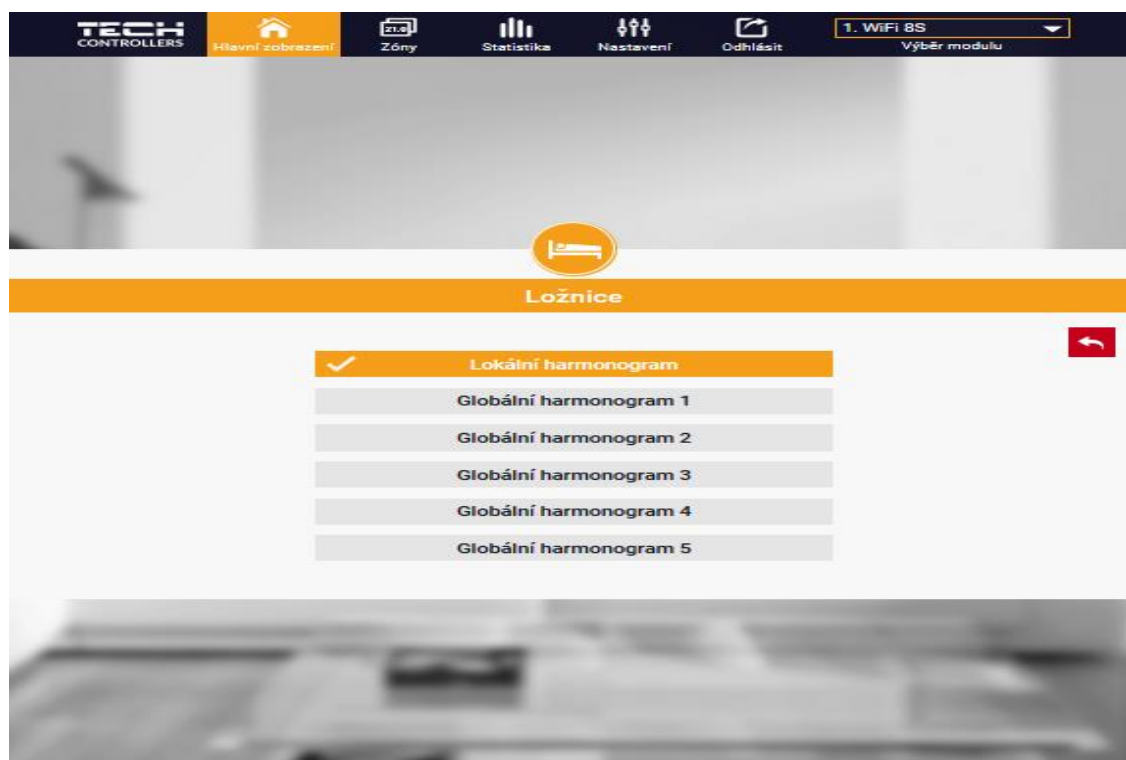 TECH
CONTROLLERS
Hlavní zobrazení
21.0
Zóny
Statistika
Nastavení
Odhlásit
1. WiFi 8S
Výběr modulu
Ložnice
Lokální harmonogram
Globální harmonogram 1
Globální harmonogram 2
Globální harmonogram 3
Globální harmonogram 4
Globální harmonogram 5